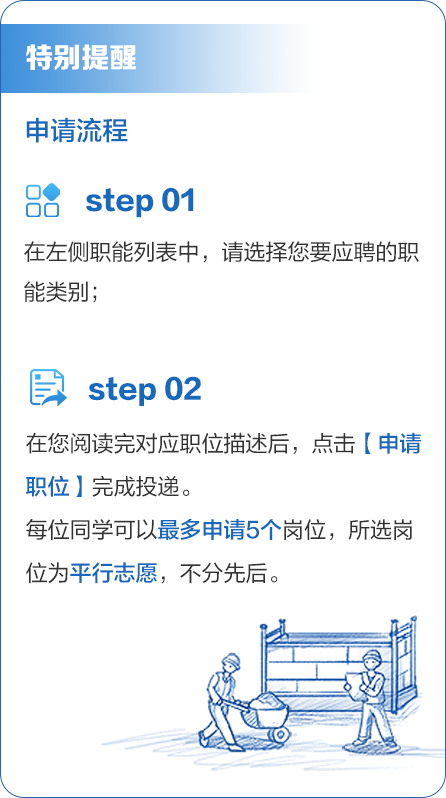 特别提醒
申请流程
step 01
在左侧职能列表中，请选择您要应聘的职
能类别；
step 02
在您阅读完对应职位描述后，点击【申请
职位】完成投递。
每位同学可以最多申请5个岗位，所选岗
位为平行志愿，不分先后。